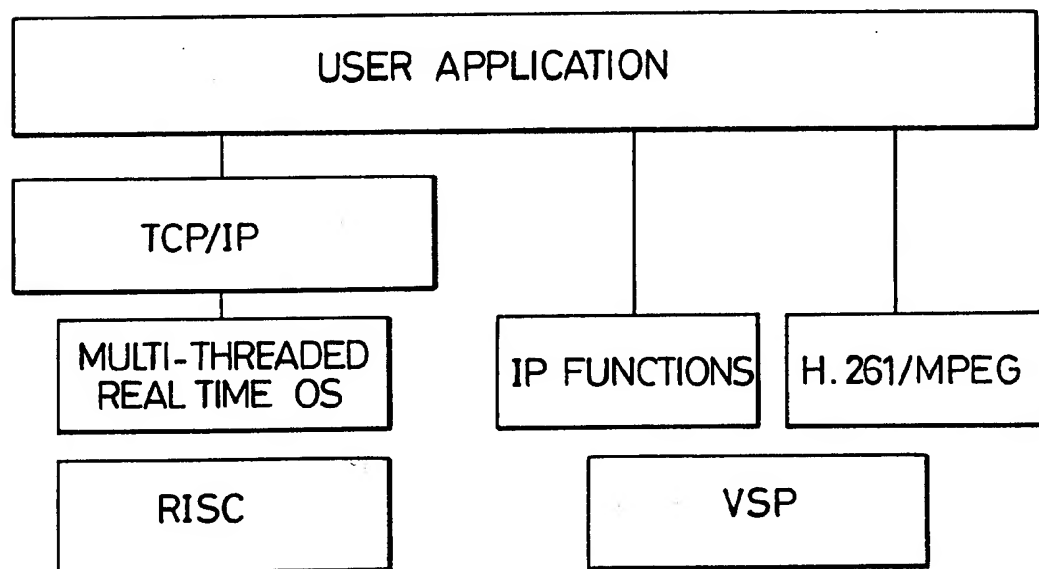 USER APPLICATION
TCP/IP
MULTI-THREADED
REAL TIME OS
IP FUNCTIONS
H.261/MPEG
RISC
VSP